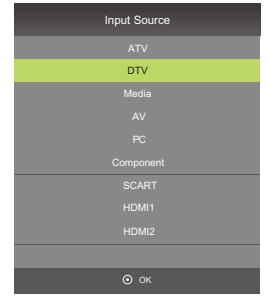 Input Source
ATV
DTV
Media
AV
PC
Component
SCART
HDMI1
HDMI2
OK